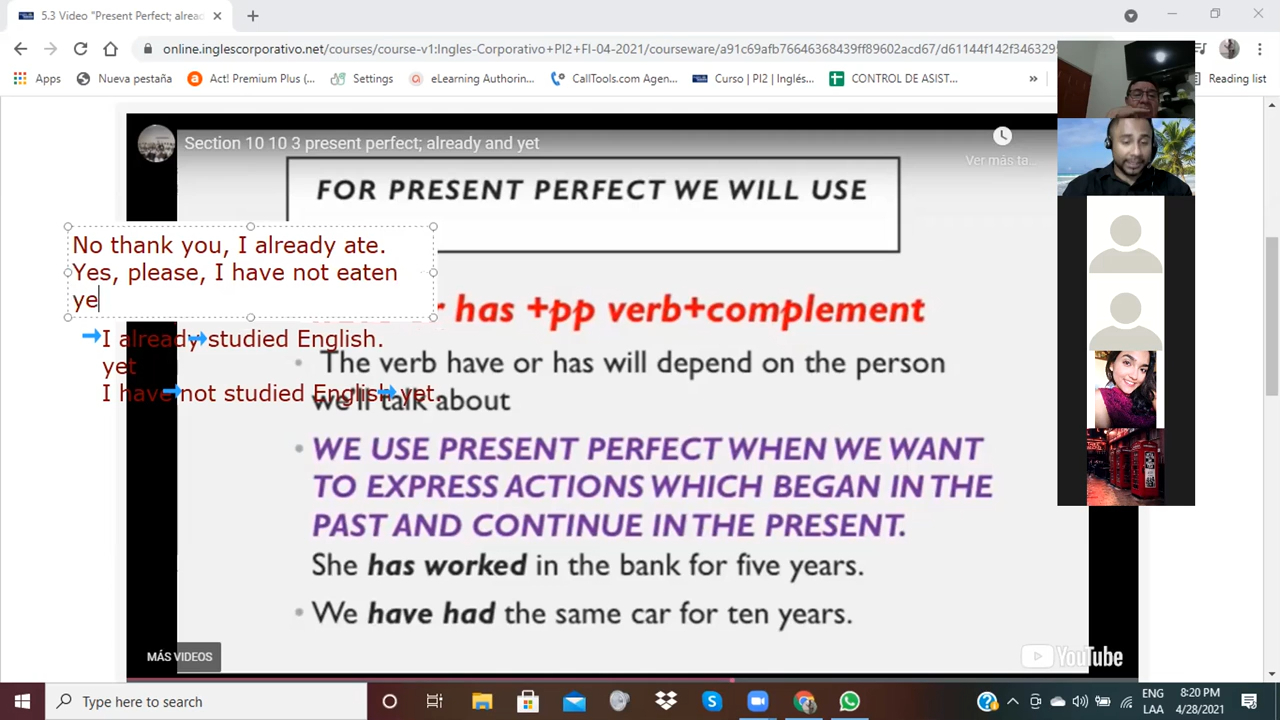 5.3 Video "Present Perfect; alread
online.inglescorporativo.net/courses/course-v1:Ingles-Corporativo+PI2+FI-04-2021/courseware/a91c69afb76646368439ff89602acd67/d61144f142f3463295
Apps Nueva pestaña Act! Premium Plus (... Settings eLearning Authorin... CallTools.com Agen... Curso | PI2 | Inglés... CONTROL DE ASIST... » Reading list
Section 10 10 3 present perfect; already and yet
Ver más ta...
FOR PRESENT PERFECT WE WILL USE
No thank you, I already ate.
Yes, please, I have not eaten
ye
has +pp verb+complement
I already studied English.
yet
I have not studied English yet.
The verb have or has will depend on the person
we'll talk about
WE USE PRESENT PERFECT WHEN WE WANT
TO EXPRESS ACTIONS WHICH BEGAN IN THE
PAST AND CONTINUE IN THE PRESENT.
She has worked in the bank for five years.
We have had the same car for ten years.
MÁS VIDEOS
YouTube
Type here to search
ENG
LAA
8:20 PM
4/28/2021